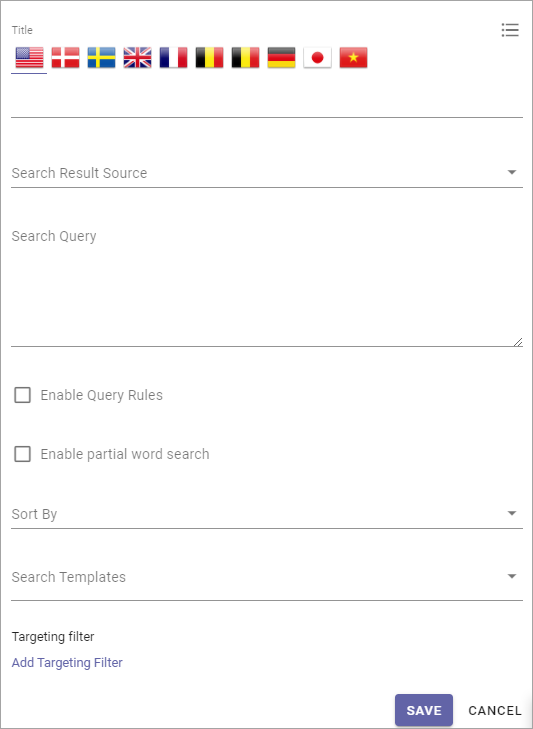 Title
Search Result Source
Search Query
Enable Query Rules
Enable partial word search
Sort By
Search Templates
Targeting filter
Add Targeting Filter
SAVE CANCEL